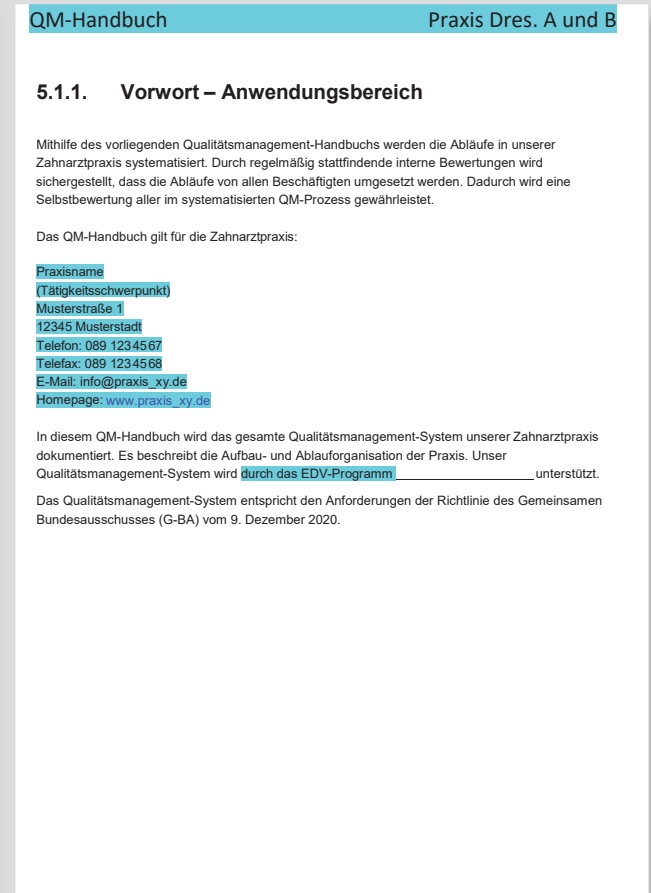 QM-Handbuch Praxis Dres. A und B
5.1.1. Vorwort – Anwendungsbereich
Mithilfe des vorliegenden Qualitätsmanagement-Handbuchs werden die Abläufe in unserer
Zahnarztpraxis systematisiert. Durch regelmäßig stattfindende interne Bewertungen wird
sichergestellt, dass die Abläufe von allen Beschäftigten umgesetzt werden. Dadurch wird eine
Selbstbewertung aller im systematisierten QM-Prozess gewährleistet.
Das QM-Handbuch gilt für die Zahnarztpraxis:
Praxisname
(Tätigkeitsschwerpunkt)
Musterstraße 1
12345 Musterstadt
Telefon: 089 1234567
Telefax: 089 1234568
E-Mail: info@praxis_xy.de
Homepage: www.praxis_xy.de
In diesem QM-Handbuch wird das gesamte Qualitätsmanagement-System unserer Zahnarztpraxis
dokumentiert. Es beschreibt die Aufbau- und Ablauforganisation der Praxis. Unser
Qualitätsmanagement-System wird durch das EDV-Programm ____________________ unterstützt.
Das Qualitätsmanagement-System entspricht den Anforderungen der Richtlinie des Gemeinsamen
Bundesausschusses (G-BA) vom 9. Dezember 2020.